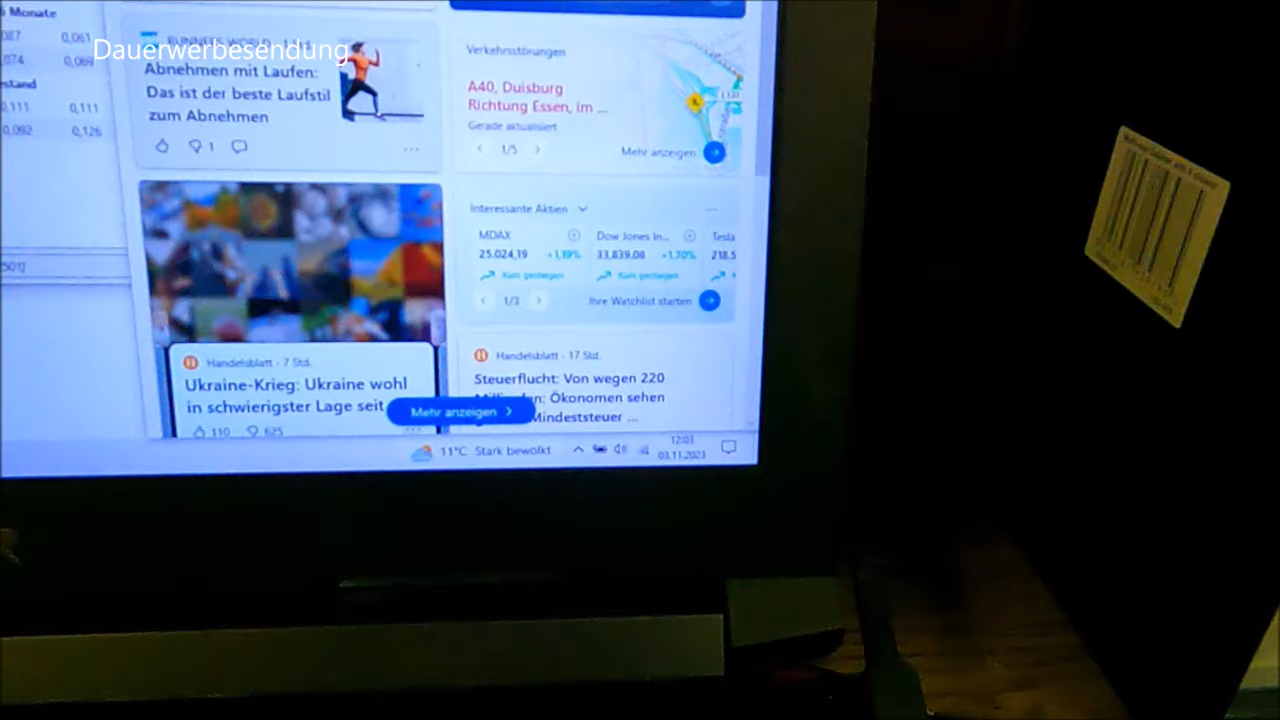 Dauerwerbesendung
6 Monate
0,061
0,069
0,111
0,111
0,092
0,126
RUNNER'S WORLD
Abnehmen mit Laufen:
Das ist der beste Laufstil
zum Abnehmen
1
Verkehrsstörungen
A40, Duisburg
Richtung Essen, im ...
Gerade aktualisiert
1/5
Mehr anzeigen
Interessante Aktien
MDAX
25.024,19 +1,19%
Kurs gestiegen
Dow Jones In...
33.839,08 +1,70%
Kurs gestiegen
Tesla
218.5
1/3
Ihre Watchlist starten
Handelsblatt · 7 Std.
Ukraine-Krieg: Ukraine wohl
in schwierigster Lage seit
110 625
Handelsblatt · 17 Std.
Steuerflucht: Von wegen 220
Ökonomen sehen
Mindeststeuer ...
Mehr anzeigen
11°C Stark bewölkt
12:03
03.11.2023